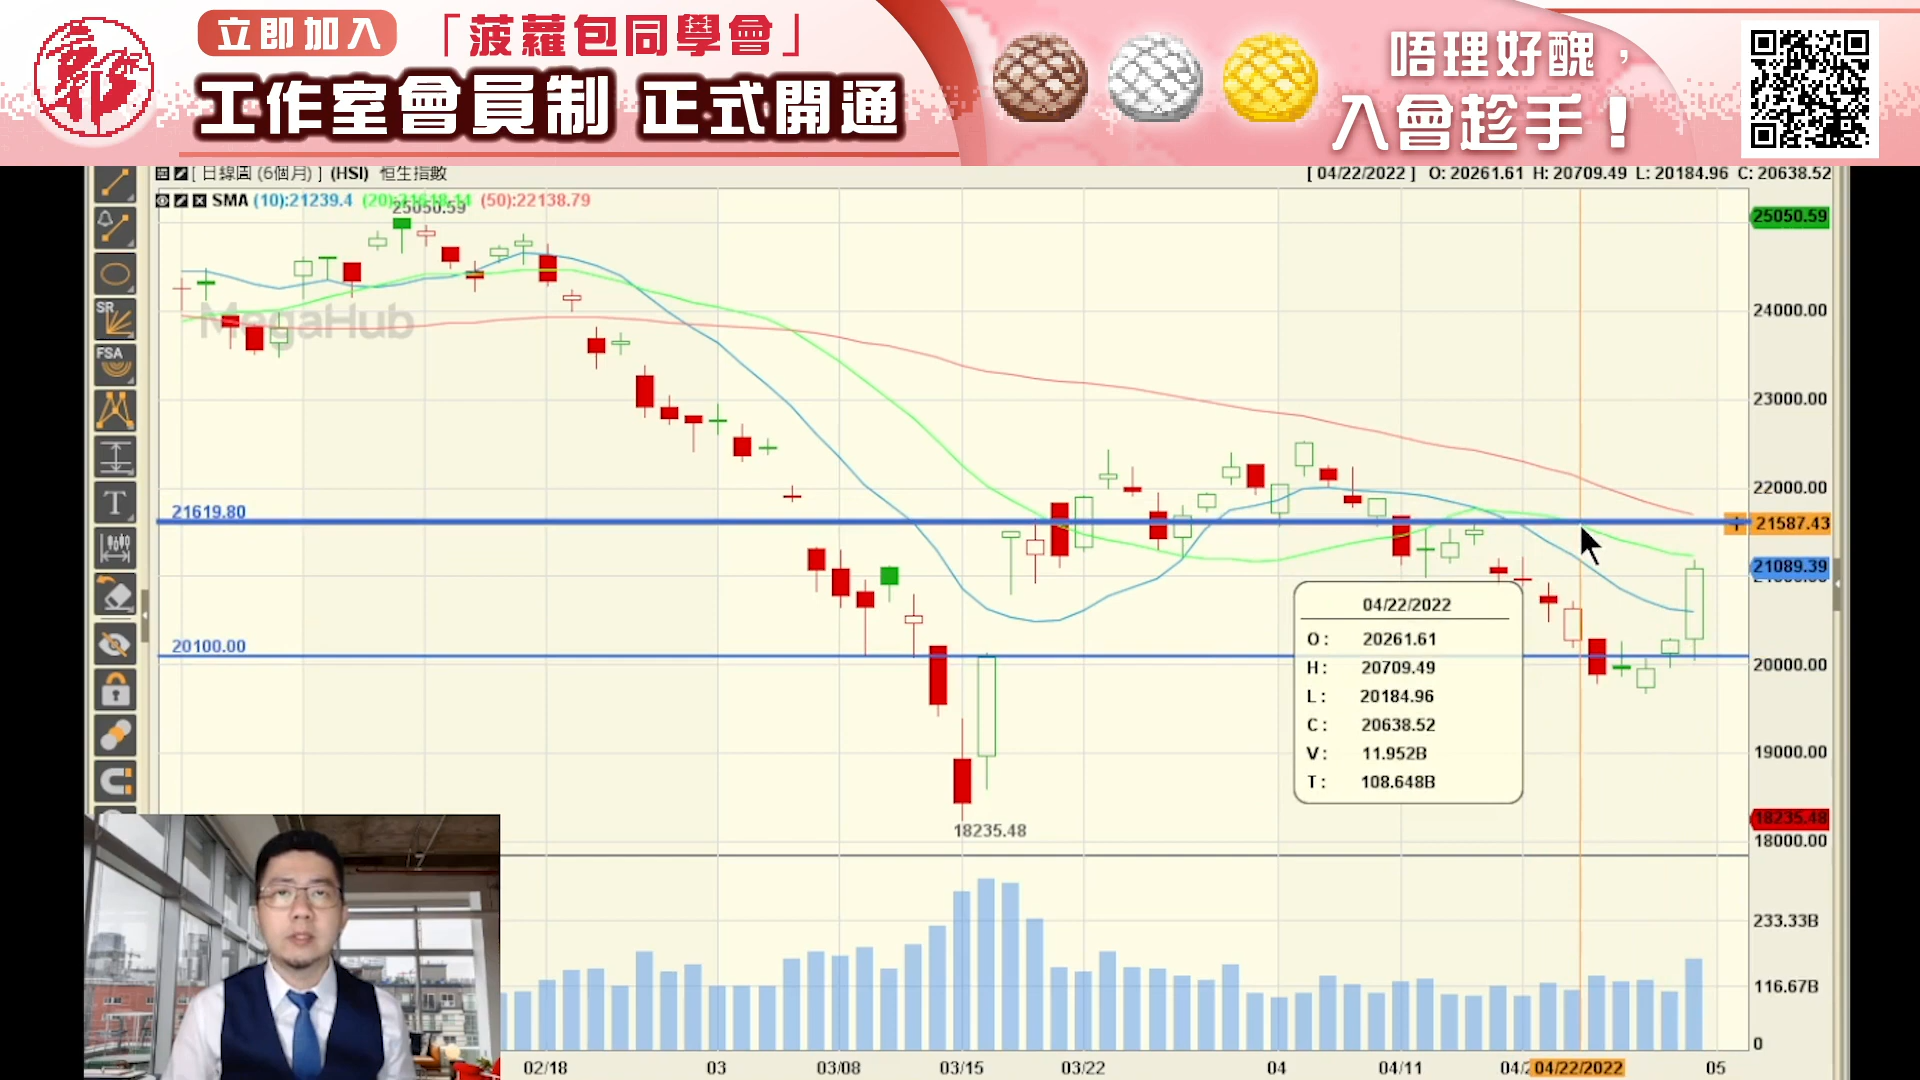 立即加入
「菠蘿包同學會」
工作室會員制 正式開通
唔理好醜，
入會趁手！
[ 日線圖 (6個月) ] (HSI) 恒生指數
[ 04/22/2022 ] O: 20261.61 H: 20709.49 L: 20184.96 C: 20638.52
SMA (10):21239.4 (20): (50):22138.79
25050.59
25050.59
SR
FSA
T
MegaHub
24000.00
23000.00
22000.00
21619.80
21587.43
21089.39
20100.00
20000.00
19000.00
18235.48
18235.48
18000.00
04/22/2022
O: 20261.61
H: 20709.49
L: 20184.96
C: 20638.52
V: 11.952B
T: 108.648B
233.33B
116.67B
0
02/18 03 03/08 03/15 03/22 04 04/11 04/22/2022 05